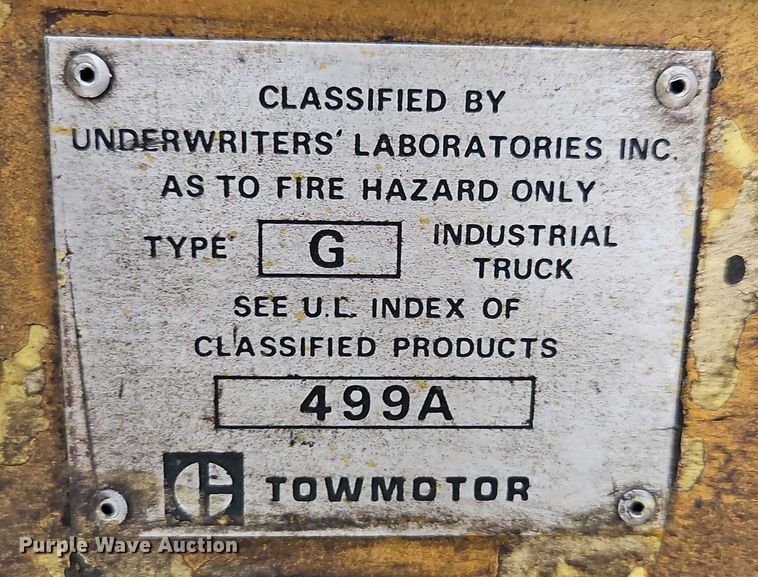 CLASSIFIED BY
UNDERWRITERS' LABORATORIES INC.
AS TO FIRE HAZARD ONLY
TYPE G INDUSTRIAL TRUCK
SEE U.L. INDEX OF
CLASSIFIED PRODUCTS
499A
TOWMOTOR
Purple Wave Auction